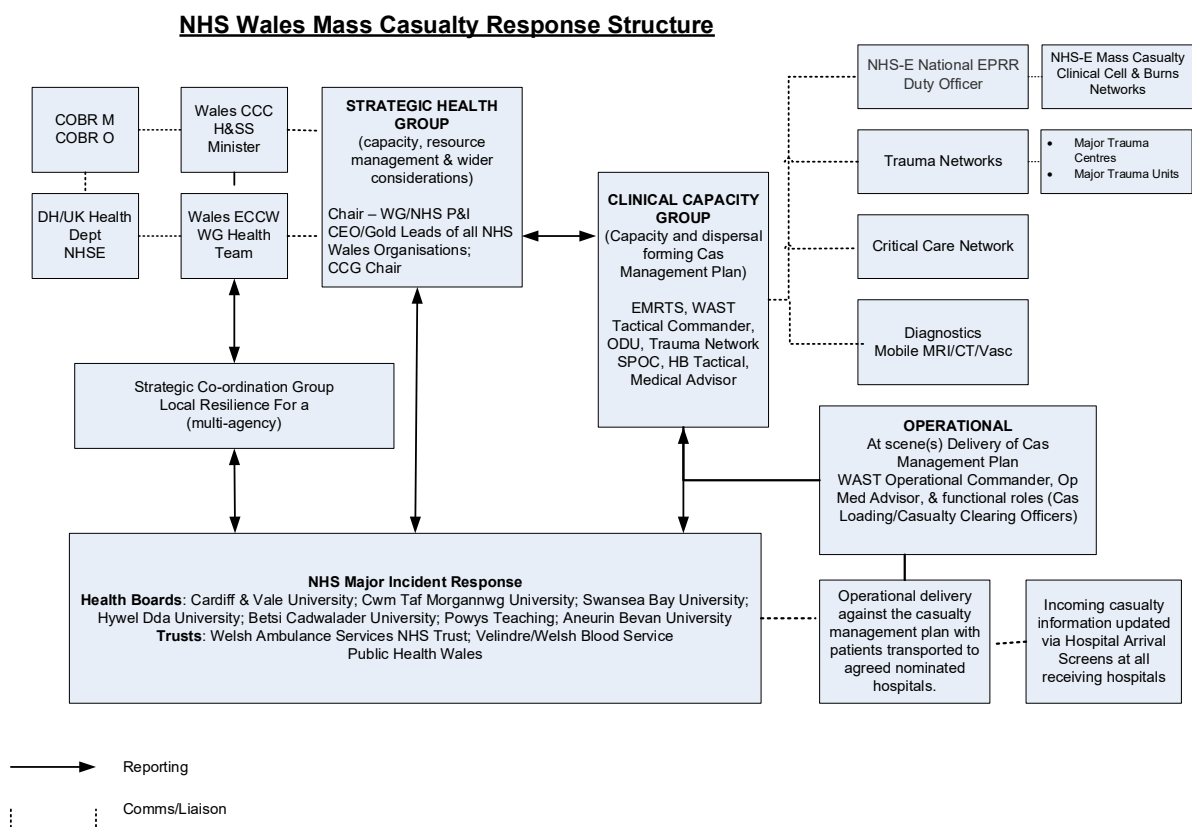 NHS Wales Mass Casualty Response Structure
COBR M
COBR O
Wales CCC
H&SS
Minister
STRATEGIC HEALTH
GROUP
(capacity, resource
management & wider
considerations)
Chair – WG/NHS P&I
CEO/Gold Leads of all NHS
Wales Organisations;
CCG Chair
DH/UK Health
Dept
NHSE
Wales ECCW
WG Health
Team
CLINICAL CAPACITY
GROUP
(Capacity and dispersal
forming Cas
Management Plan)
EMRTS, WAST
Tactical Commander,
ODU, Trauma Network
SPOC, HB Tactical,
Medical Advisor
NHS-E National EPRR
Duty Officer
NHS-E Mass Casualty
Clinical Cell & Burns
Networks
Trauma Networks
• Major Trauma
Centres
• Major Trauma Units
Critical Care Network
Diagnostics
Mobile MRI/CT/Vasc
Strategic Co-ordination Group
Local Resilience For a
(multi-agency)
OPERATIONAL
At scene(s) Delivery of Cas
Management Plan
WAST Operational Commander, Op
Med Advisor, & functional roles (Cas
Loading/Casualty Clearing Officers)
NHS Major Incident Response
Health Boards: Cardiff & Vale University; Cwm Taf Morgannwg University; Swansea Bay University;
Hywel Dda University; Betsi Cadwalader University; Powys Teaching; Aneurin Bevan University
Trusts: Welsh Ambulance Services NHS Trust; Velindre/Welsh Blood Service
Public Health Wales
Operational delivery
against the casualty
management plan with
patients transported to
agreed nominated
hospitals.
Incoming casualty
information updated
via Hospital Arrival
Screens at all
receiving hospitals
Reporting
Comms/Liaison